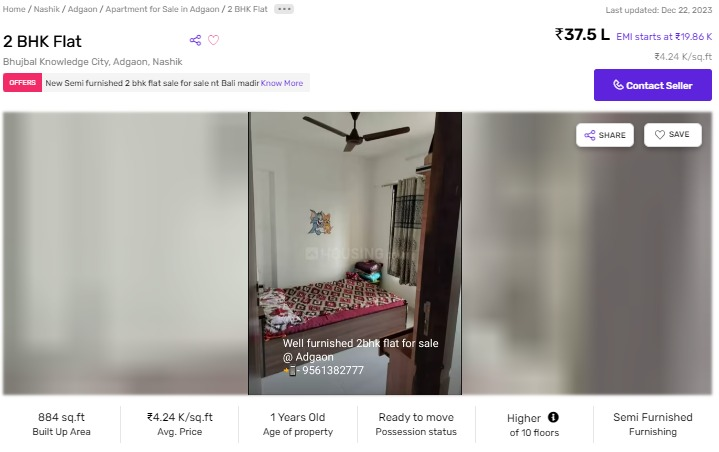 Home / Nashik / Adgaon / Apartment for Sale in Adgaon / 2 BHK Flat
Last updated: Dec 22, 2023
2 BHK Flat
₹37.5 L EMI starts at ₹19.86 K
Bhujbal Knowledge City, Adgaon, Nashik
₹4.24 K/sq.ft
OFFERS New Semi furnished 2 bhk flat sale for sale nt Bali madir Know More
Contact Seller
SHARE
SAVE
HOUSING
Well furnished 2bhk flat for sale
@ Adgaon
- 9561382777
884 sq.ft
Built Up Area
₹4.24 K/sq.ft
Avg. Price
1 Years Old
Age of property
Ready to move
Possession status
Higher
of 10 floors
Semi Furnished
Furnishing